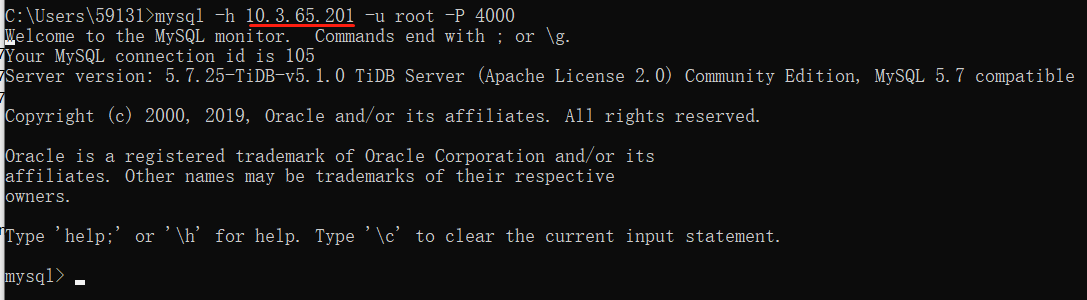 C:\Users\59131>mysql -h 10.3.65.201 -u root -P 4000
Welcome to the MySQL monitor.  Commands end with ; or \g.
Your MySQL connection id is 105
Server version: 5.7.25-TiDB-v5.1.0 TiDB Server (Apache License 2.0) Community Edition, MySQL 5.7 compatible
Copyright (c) 2000, 2019, Oracle and/or its affiliates. All rights reserved.
Oracle is a registered trademark of Oracle Corporation and/or its
affiliates. Other names may be trademarks of their respective
owners.
Type 'help;' or '\h' for help. Type '\c' to clear the current input statement.
mysql>